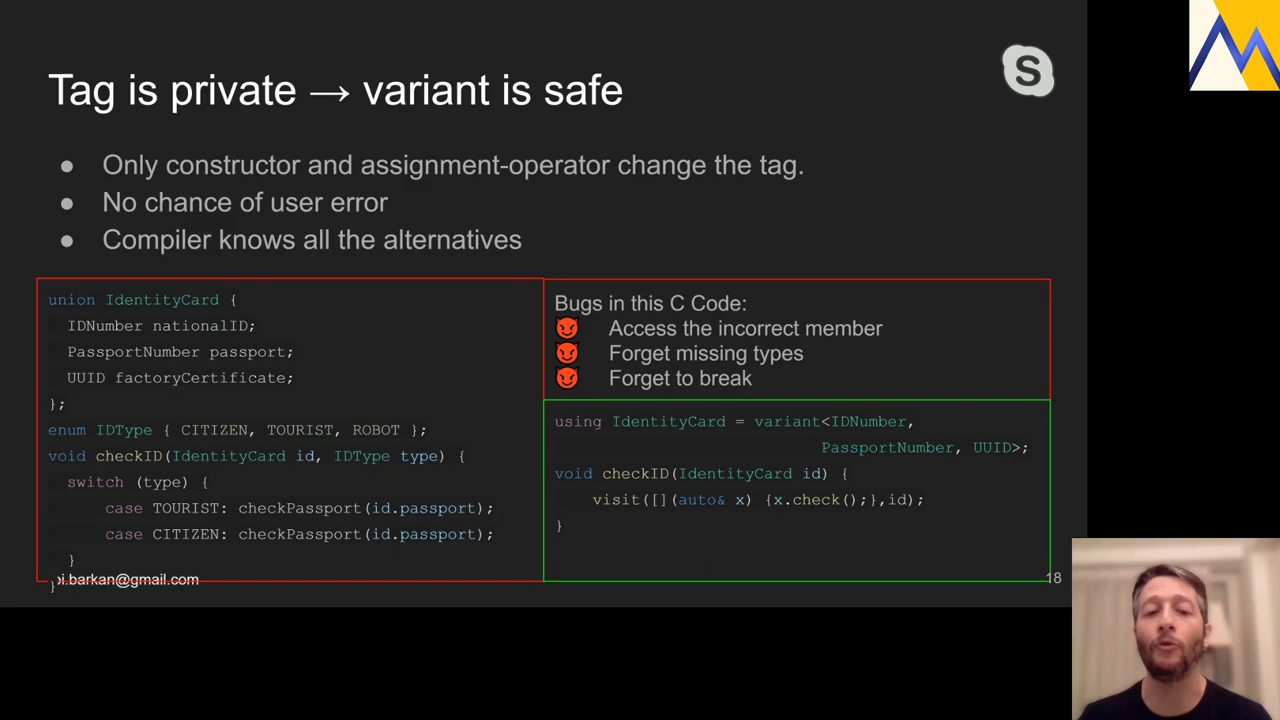 Tag is private → variant is safe
S
● Only constructor and assignment-operator change the tag.
● No chance of user error
● Compiler knows all the alternatives
union IdentityCard {
IDNumber nationalID;
PassportNumber passport;
UUID factoryCertificate;
};
enum IDType { CITIZEN, TOURIST, ROBOT };
void checkID(IdentityCard id, IDType type) {
switch (type) {
case TOURIST: checkPassport(id.passport);
case CITIZEN: checkPassport(id.passport);
}
}
Bugs in this C Code:
Access the incorrect member
Forget missing types
Forget to break
using IdentityCard = variant<IDNumber,
PassportNumber, UUID>;
void checkID(IdentityCard id) {
visit([](auto& x) {x.check();},id);
}
i.barkan@gmail.com
18